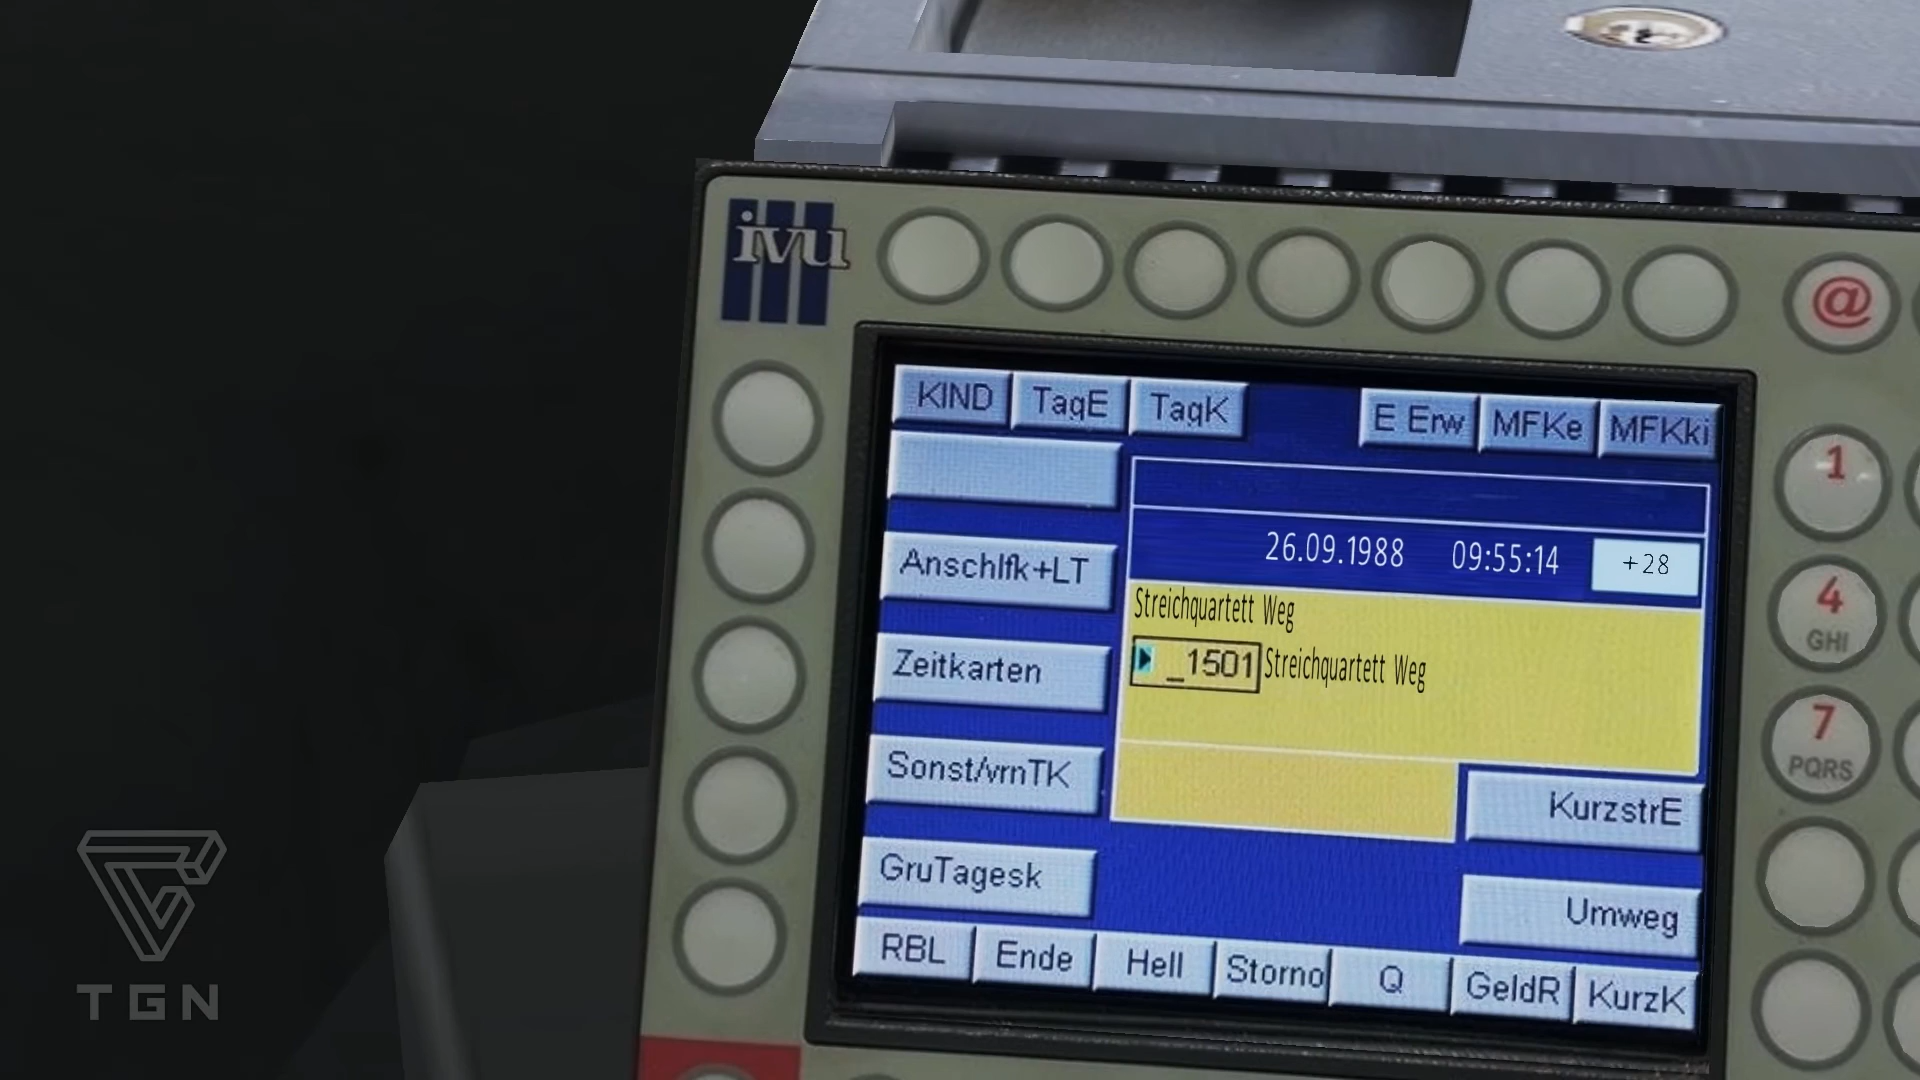 ivu
@
KIND TagE TagK E Erw MFKe MFKki
1
26.09.1988 09:55:14 +28
Anschlfk+LT
Streichquartett Weg
4
GHI
_1501 Streichquartett Weg
Zeitkarten
7
PQRS
Sonst/vrnTK
KurzstrE
GruTagesk
Umweg
RBL Ende Hell Storno Q GeldR KurzK
TGN